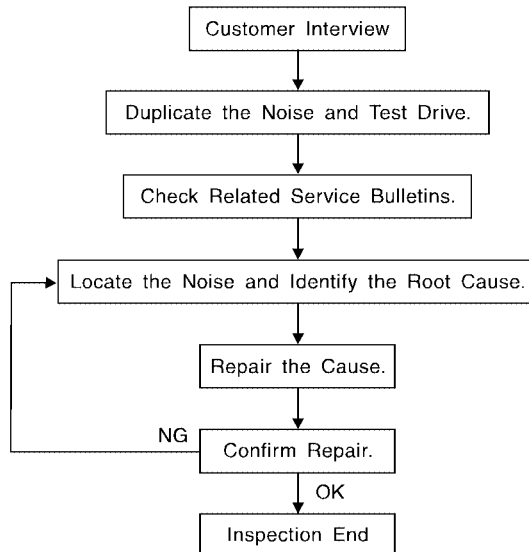 Customer Interview
Duplicate the Noise and Test Drive.
Check Related Service Bulletins.
Locate the Noise and Identify the Root Cause.
Repair the Cause.
NG
Confirm Repair.
OK
Inspection End